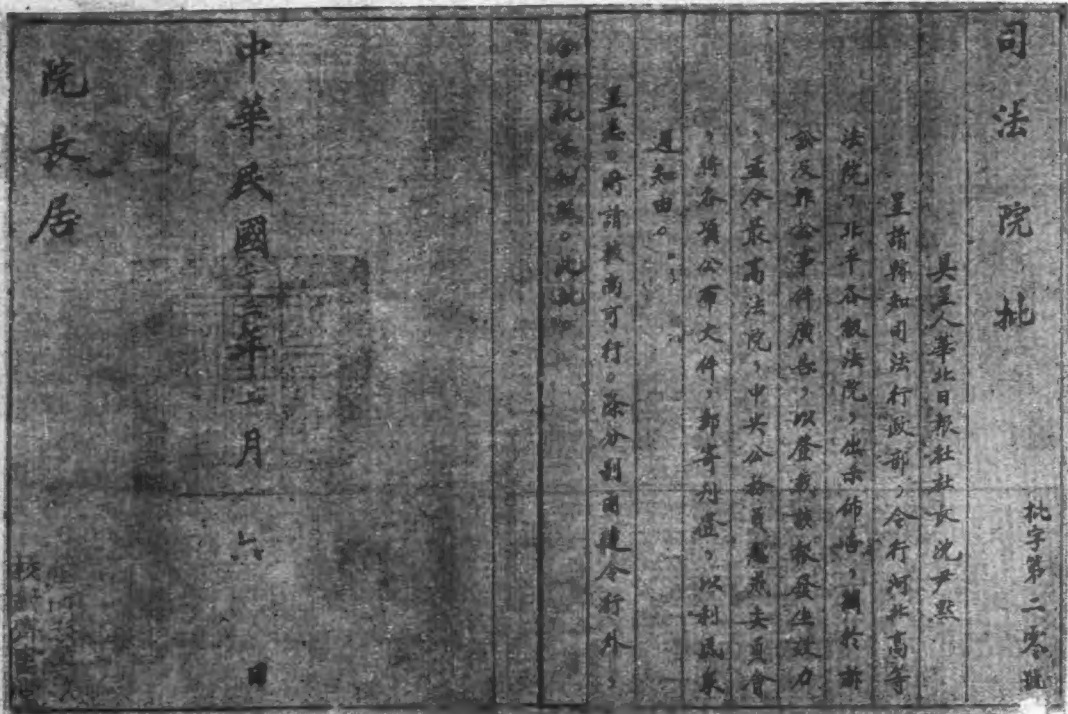 司法院批
批字第二零號
具呈人華北日報社社長沈尹默
呈請轉知司法行政部，令行河北高等
法院，北平各級法院，出示佈告，關於訴
訟及非訟事件廣告，以登載該報發生效力
，並令最高法院，中央公務員懲戒委員會
，將各項公布文件，郵寄刊登，以利民眾
週知由。
呈悉。所請教尚可行。除分別函達令行外，
合行批示知照。此批。
中華民國二十三年十二月六日
院長居